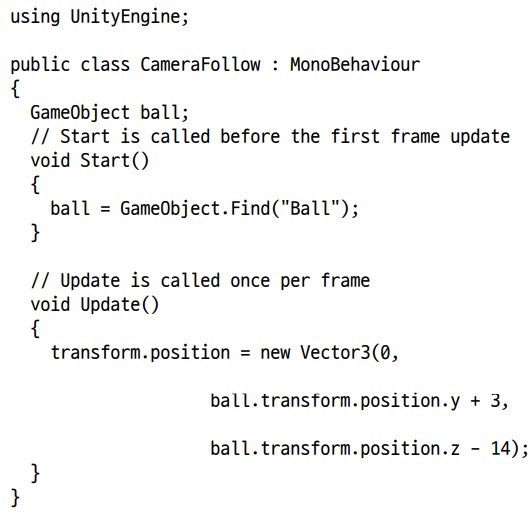 using UnityEngine;
public class CameraFollow : MonoBehaviour
{
GameObject ball;
// Start is called before the first frame update
void Start()
{
ball = GameObject.Find("Ball");
}
// Update is called once per frame
void Update()
{
transform.position = new Vector3(0,
ball.transform.position.y + 3,
ball.transform.position.z - 14);
}
}